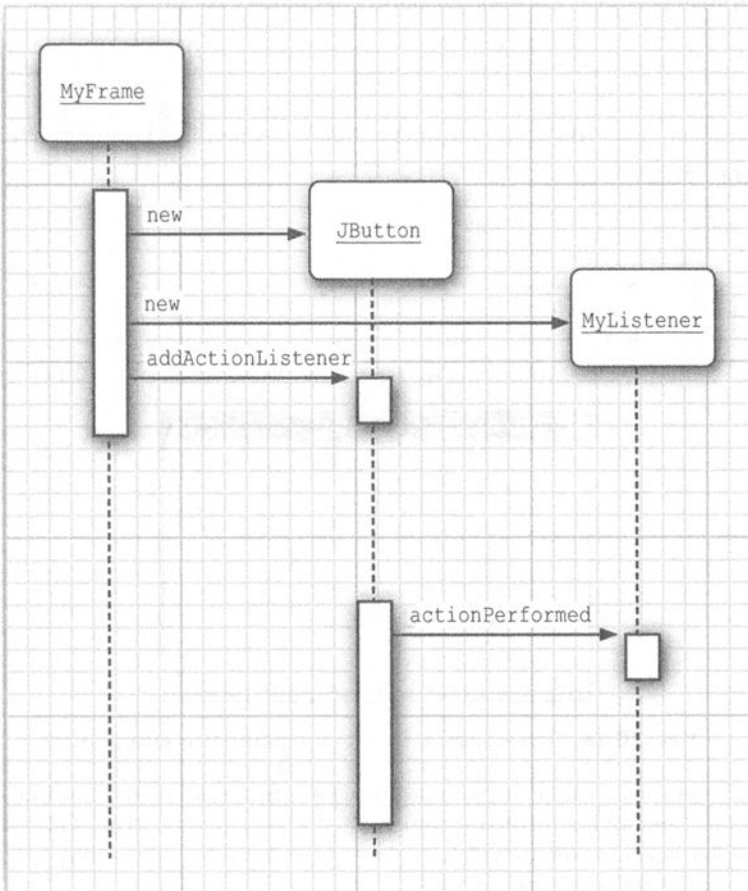 MyFrame
new
JButton
new
MyListener
addActionListener
actionPerformed